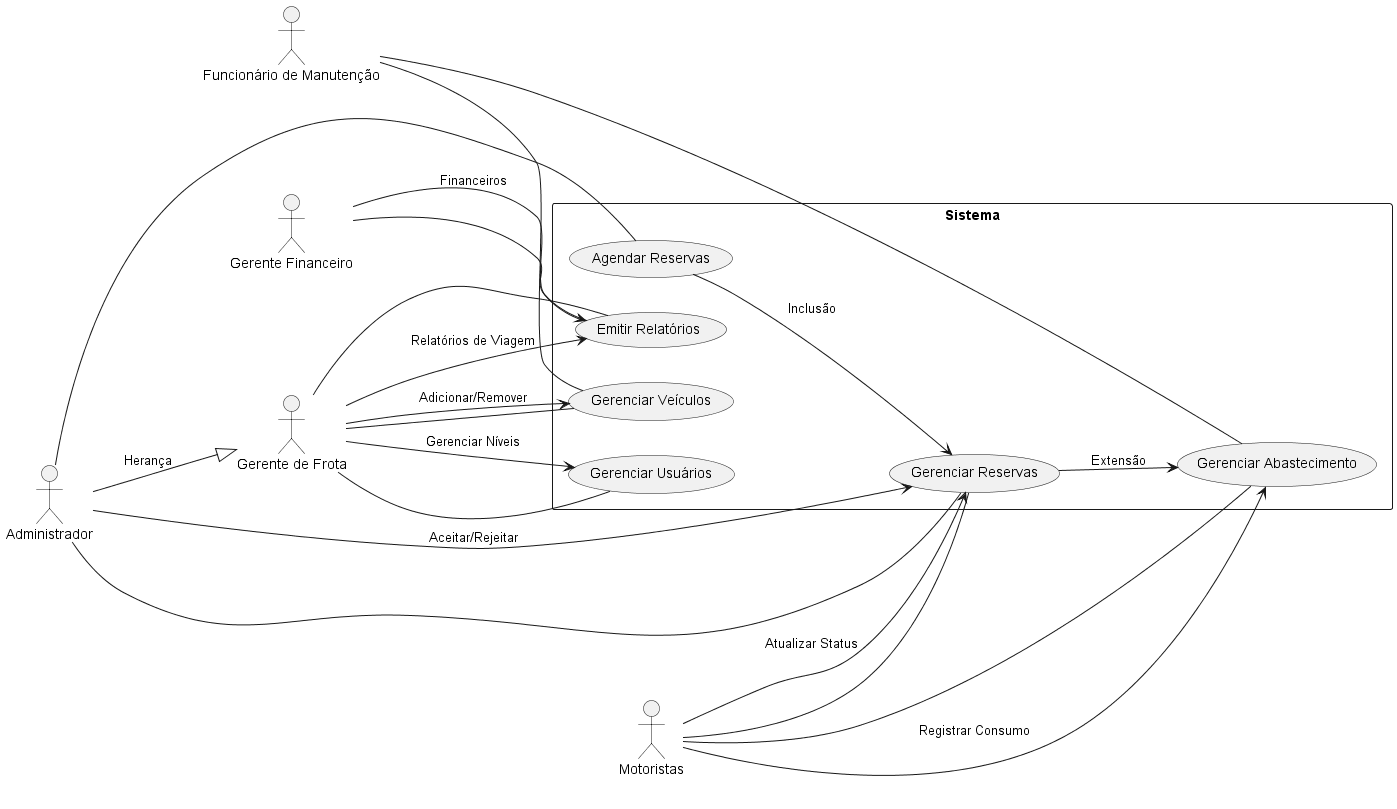 Funcionário de Manutenção
Financeiros
Sistema
Gerente Financeiro
Agendar Reservas
Inclusão
Emitir Relatórios
Relatórios de Viagem
Adicionar/Remover
Gerenciar Veículos
Gerenciar Níveis
Herança
Gerente de Frota
Gerenciar Usuários
Gerenciar Reservas
Extensão
Gerenciar Abastecimento
Administrador
Aceitar/Rejeitar
Atualizar Status
Registrar Consumo
Motoristas